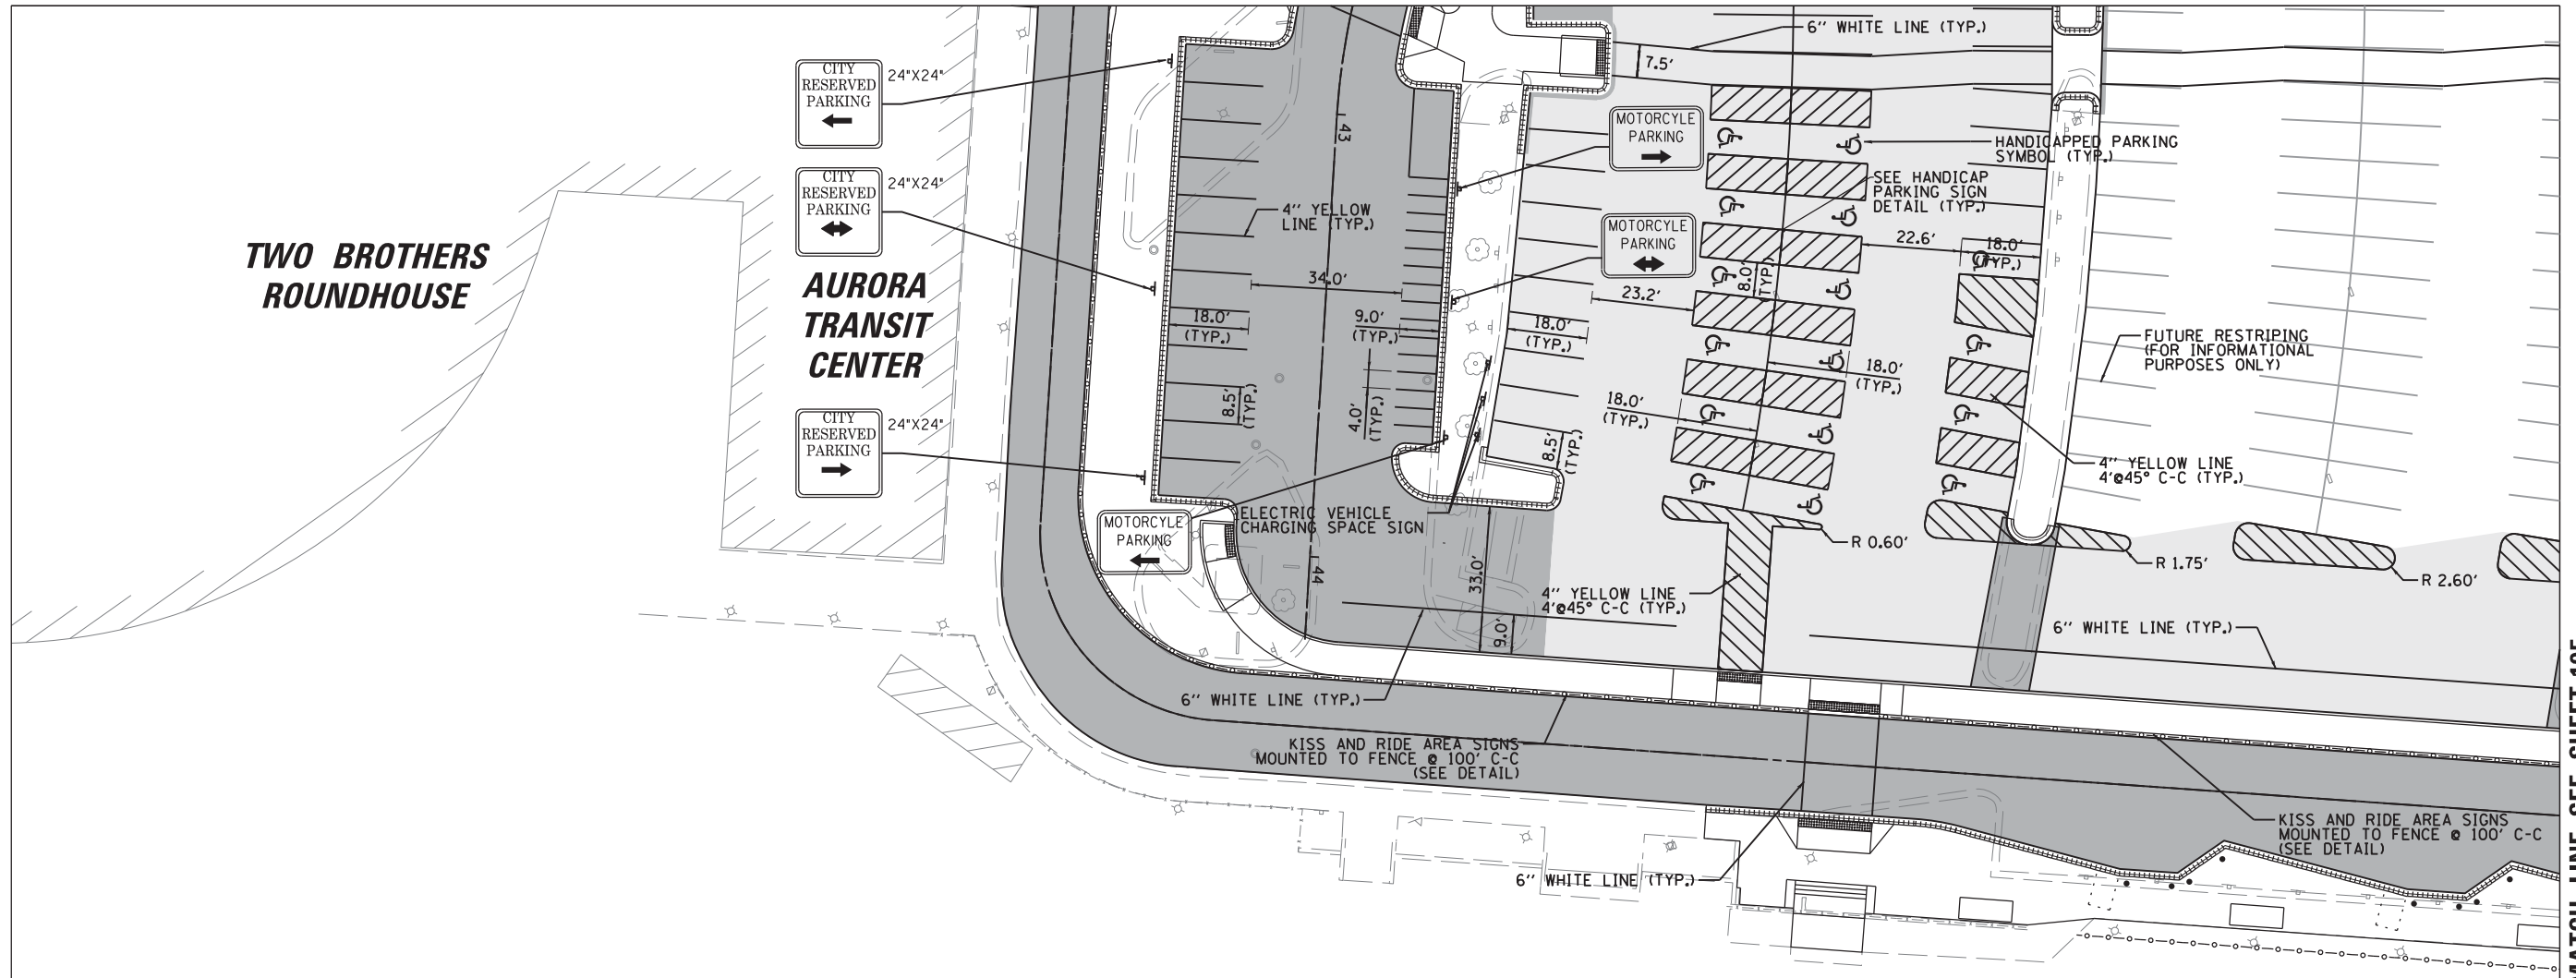 6'' WHITE LINE (TYP.)
7.5'
CITY
RESERVED
PARKING
24"X24"
43
MOTORCYLE
PARKING
HANDICAPPED PARKING
SYMBOL (TYP.)
CITY
RESERVED
PARKING
24"X24"
SEE HANDICAP
PARKING SIGN
DETAIL (TYP.)
4'' YELLOW
LINE (TYP.)
MOTORCYLE
PARKING
22.6'
18.0'
(TYP.)
TWO BROTHERS
ROUNDHOUSE
AURORA
TRANSIT
CENTER
34.0'
8.0'
(TYP.)
23.2'
18.0'
(TYP.)
9.0'
(TYP.)
18.0'
(TYP.)
FUTURE RESTRIPING
(FOR INFORMATIONAL
PURPOSES ONLY)
18.0'
(TYP.)
8.5'
(TYP.)
4.0'
(TYP.)
18.0'
(TYP.)
CITY
RESERVED
PARKING
24"X24"
8.5'
(TYP.)
4'' YELLOW LINE
4'@45° C-C (TYP.)
MOTORCYLE
PARKING
ELECTRIC VEHICLE
CHARGING SPACE SIGN
R 0.60'
R 1.75'
R 2.60'
44
33.0'
4'' YELLOW LINE
4'@45° C-C (TYP.)
9.0'
6'' WHITE LINE (TYP.)
6'' WHITE LINE (TYP.)
KISS AND RIDE AREA SIGNS
MOUNTED TO FENCE @ 100' C-C
(SEE DETAIL)
KISS AND RIDE AREA SIGNS
MOUNTED TO FENCE @ 100' C-C
(SEE DETAIL)
6'' WHITE LINE (TYP.)
LINE SEE SHEET